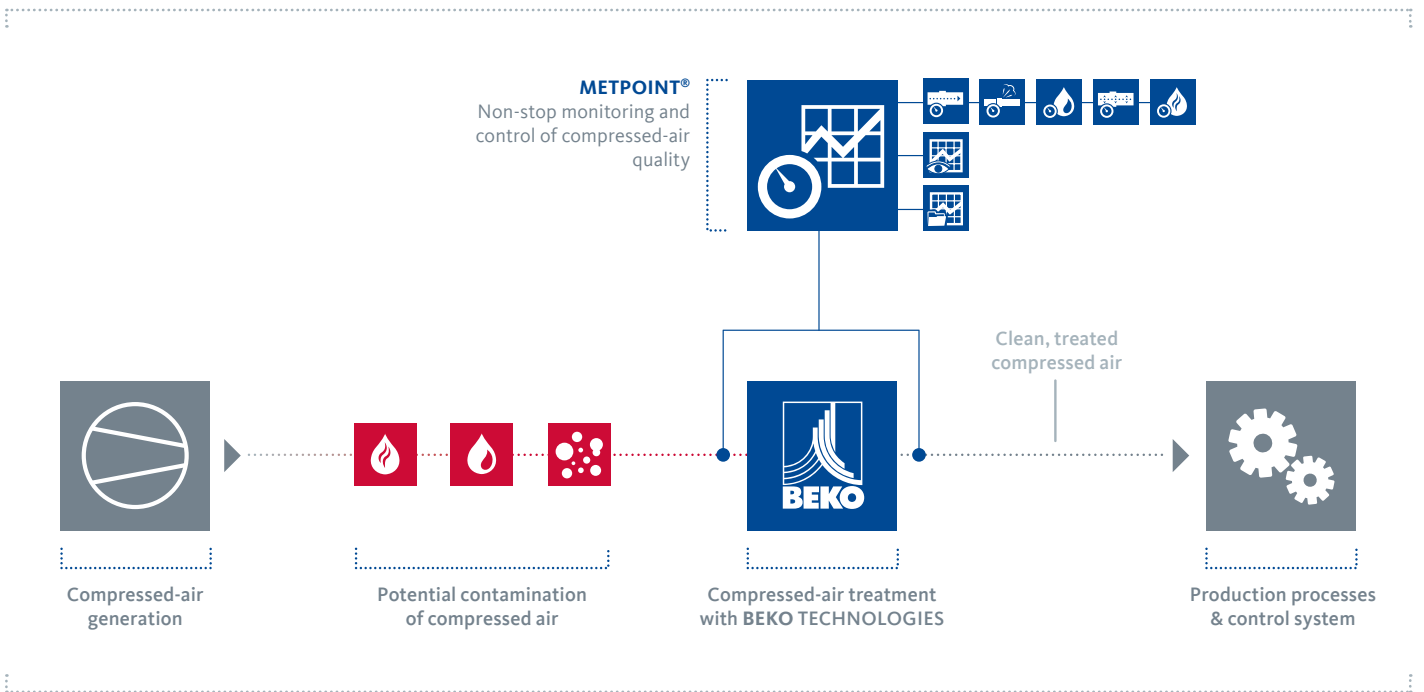 METPOINT®
Non-stop monitoring and
control of compressed-air
quality
Clean, treated
compressed air
BEKO
Compressed-air
generation
Potential contamination
of compressed air
Compressed-air treatment
with BEKO TECHNOLOGIES
Production processes
& control system